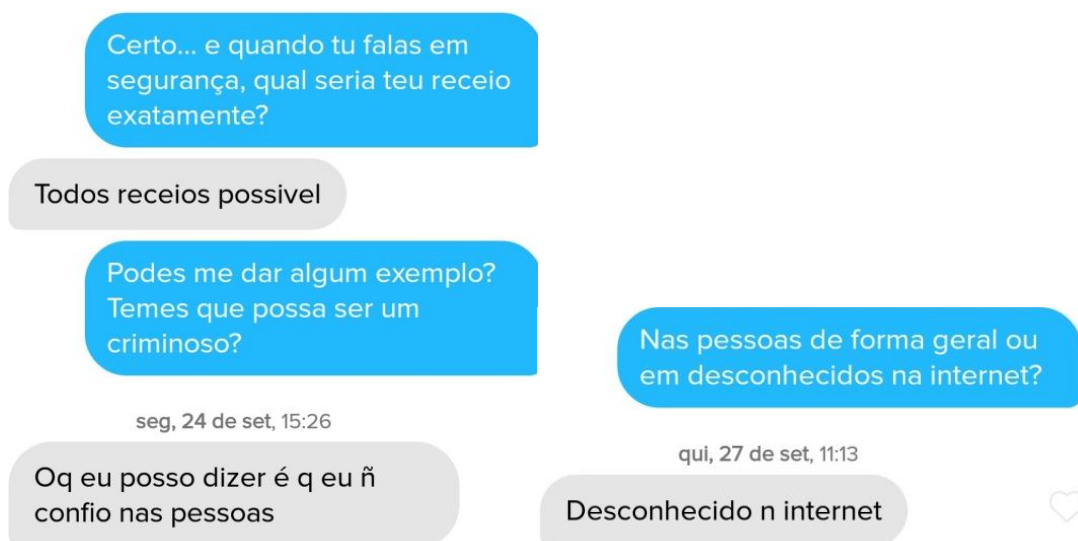 Certo... e quando tu falas em
segurança, qual seria teu receio
exatamente?
Todos receios possivel
Podes me dar algum exemplo?
Temes que possa ser um
criminoso?
seg, 24 de set, 15:26
Oq eu posso dizer é q eu ñ
confio nas pessoas
Nas pessoas de forma geral ou
em desconhecidos na internet?
qui, 27 de set, 11:13
Desconhecido n internet